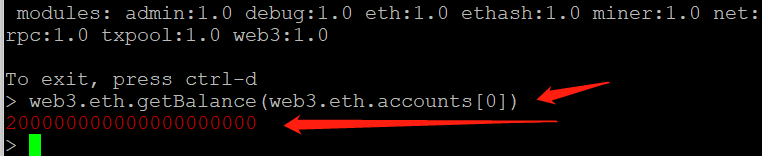 modules: admin:1.0 debug:1.0 eth:1.0 ethash:1.0 miner:1.0 net:
rpc:1.0 txpool:1.0 web3:1.0
To exit, press ctrl-d
> web3.eth.getBalance(web3.eth.accounts[0])
200000000000000000000
>